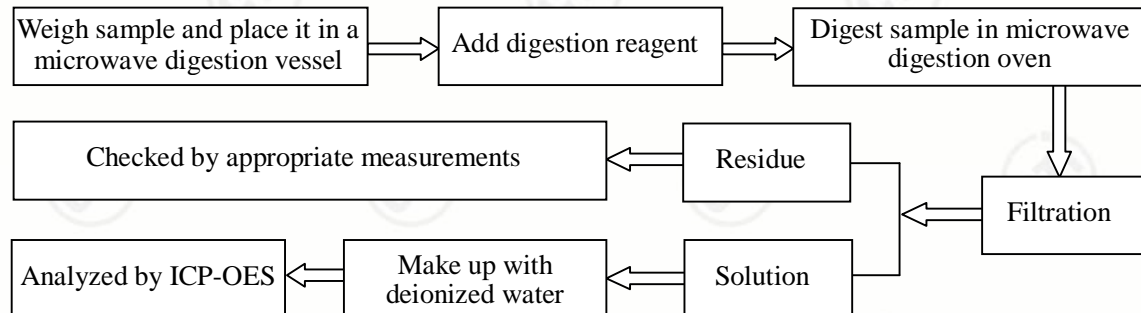 Weigh sample and place it in a
microwave digestion vessel
Add digestion reagent
Digest sample in microwave
digestion oven
Checked by appropriate measurements
Residue
Filtration
Analyzed by ICP-OES
Make up with
deionized water
Solution